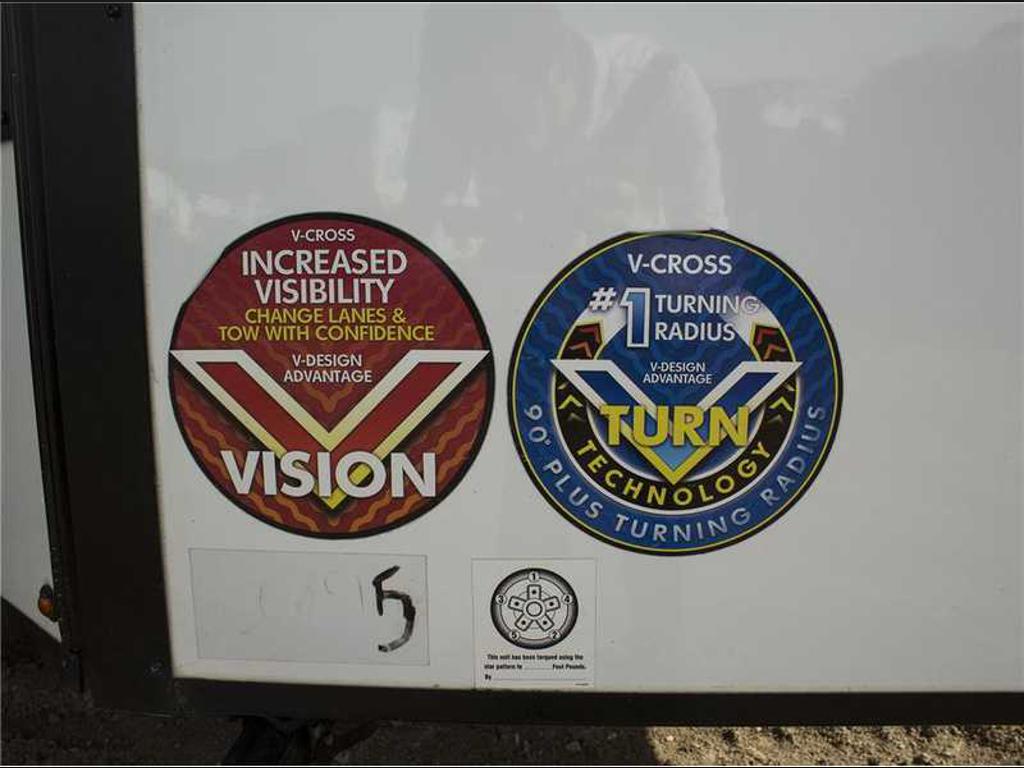 V-CROSS
INCREASED
VISIBILITY
CHANGE LANES &
TOW WITH CONFIDENCE
V-DESIGN
ADVANTAGE
VISION
V-CROSS
#1 TURNING
RADIUS
V-DESIGN
ADVANTAGE
TURN
TECHNOLOGY
90° PLUS TURNING RADIUS
5
1
3 4
5 2
This unit has been torqued using the
star pattern to ........ Foot Pounds.
By